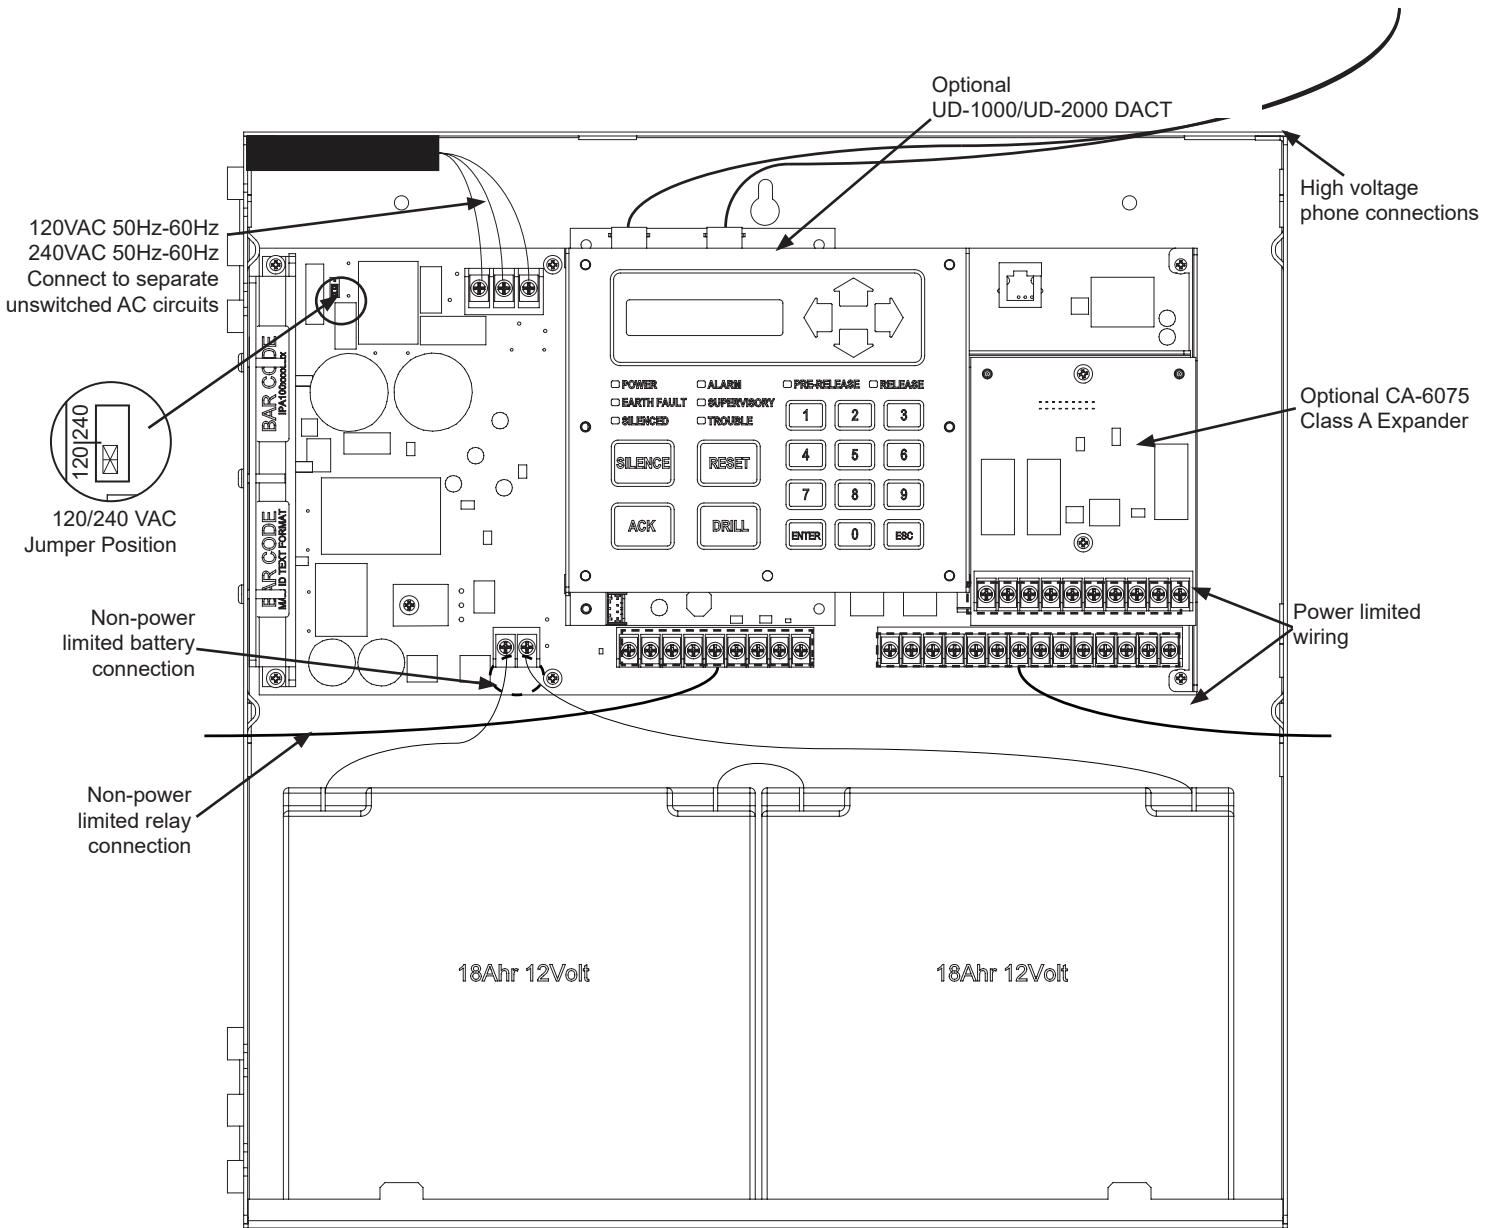 Optional
UD-1000/UD-2000 DACT
High voltage
phone connections
120VAC 50Hz-60Hz
240VAC 50Hz-60Hz
Connect to separate
unswitched AC circuits
120|240
120/240 VAC
Jumper Position
BAR CODE
BAR CODE
MAC ID TEXT FORMAT
POWER
ALARM
PRE-RELEASE
RELEASE
EARTH FAULT
SUPERVISORY
SILENCED
TROUBLE
1
2
3
SILENCE
RESET
4
5
6
7
8
9
ACK
DRILL
ENTER
0
ESC
Optional CA-6075
Class A Expander
Non-power
limited battery
connection
Power limited
wiring
Non-power
limited relay
connection
18Ahr 12Volt
18Ahr 12Volt